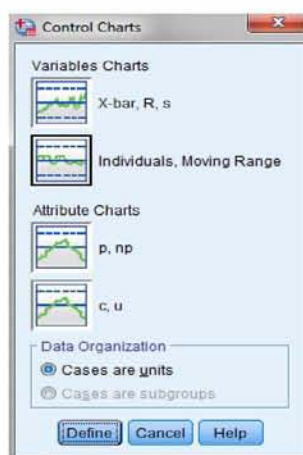 Control Charts
Variables Charts
X-bar, R, s
Individuals, Moving Range
Attribute Charts
p, np
c, u
Data Organization
Cases are units
Cases are subgroups
Define Cancel Help